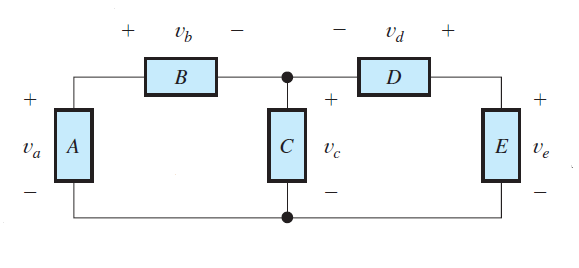 + v_b − − v_d +
B D
+ + +
v_a A C v_c E v_e
− − −